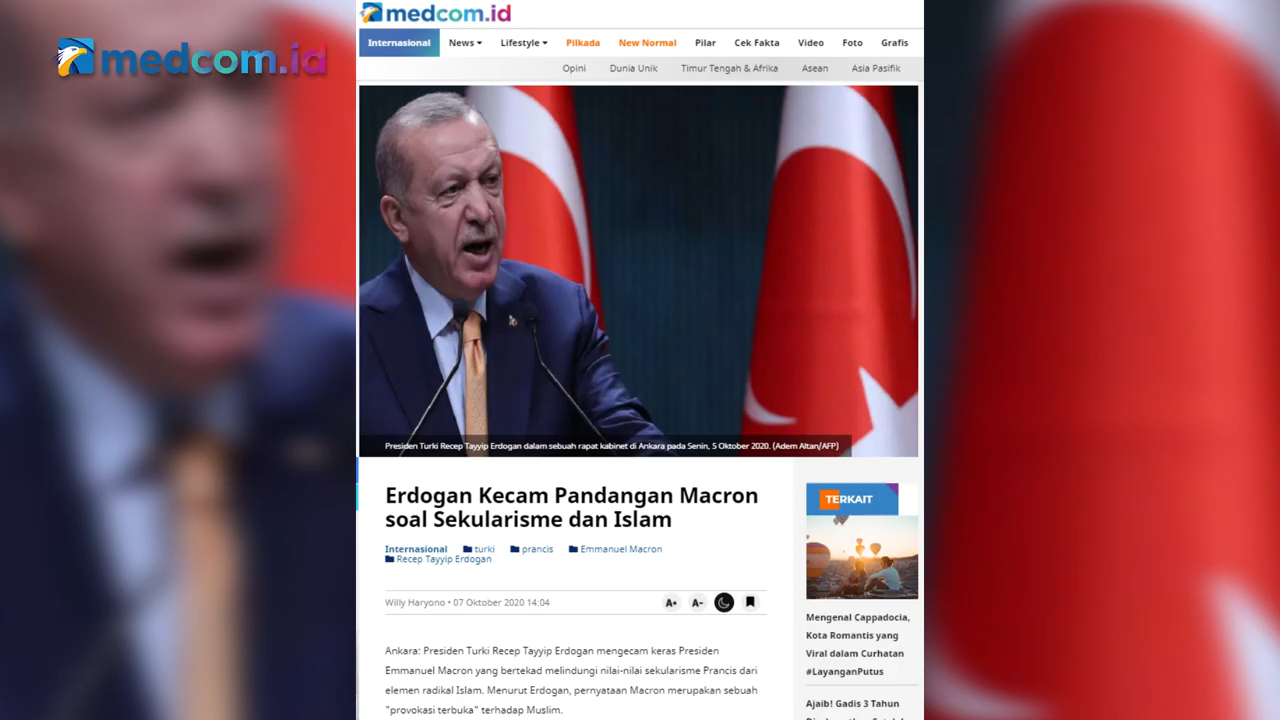 medcom.id
medcom.id
Internasional News Lifestyle Pilkada New Normal Pilar Cek Fakta Video Foto Grafis
Opini Dunia Unik Timur Tengah & Afrika Asean Asia Pasifik
Presiden Turki Recep Tayyip Erdogan dalam sebuah rapat kabinet di Ankara pada Senin, 5 Oktober 2020. (Adem Altan/AFP)
Erdogan Kecam Pandangan Macron
soal Sekularisme dan Islam
Internasional turki prancis Emmanuel Macron
Recep Tayyip Erdogan
Willy Haryono • 07 Oktober 2020 14:04
A+ A-
Ankara: Presiden Turki Recep Tayyip Erdogan mengecam keras Presiden
Emmanuel Macron yang bertekad melindungi nilai-nilai sekularisme Prancis dari
elemen radikal Islam. Menurut Erdogan, pernyataan Macron merupakan sebuah
"provokasi terbuka" terhadap Muslim.
TERKAIT
Mengenal Cappadocia,
Kota Romantis yang
Viral dalam Curhatan
#LayanganPutus
Ajaib! Gadis 3 Tahun